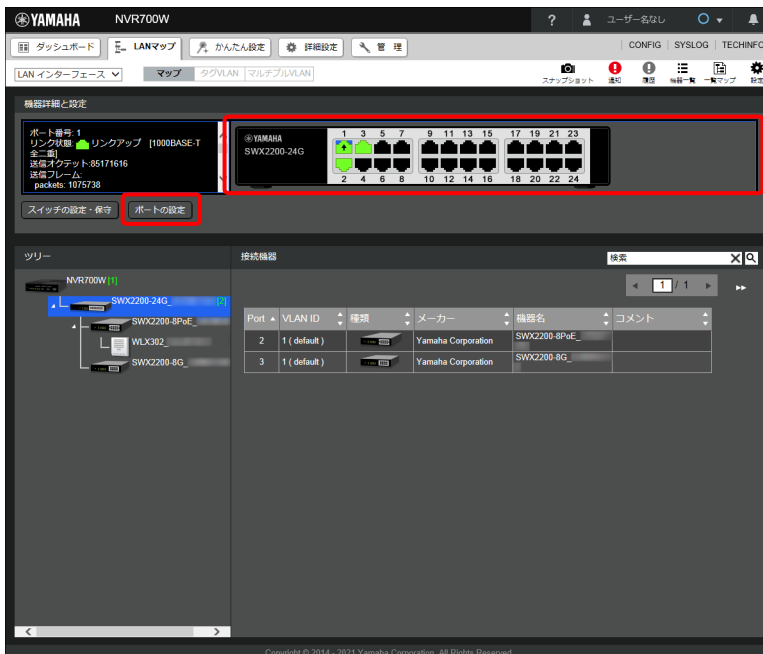 YAMAHA NVR700W ? ユーザー名なし
ダッシュボード LANマップ かんたん設定 詳細設定 管 理 CONFIG SYSLOG TECHINFO
LAN インターフェース マップ タグVLAN マルチプルVLAN スナップショット 通知 履歴 機器一覧 一覧マップ 設定
機器詳細と設定
ポート番号: 1
リンク状態: リンクアップ [1000BASE-T
全二重]
送信オクテット:85171616
送信フレーム:
packets: 1075738
YAMAHA
SWX2200-24G
1 3 5 7 9 11 13 15 17 19 21 23
2 4 6 8 10 12 14 16 18 20 22 24
スイッチの設定・保守 ポートの設定
ツリー
NVR700W [1]
SWX2200-24G_ [2]
SWX2200-8PoE_
WLX302_
SWX2200-8G_
接続機器 検索
1 / 1
Port VLAN ID 種類 メーカー 機器名 コメント
2 1 ( default ) Yamaha Corporation SWX2200-8PoE_
3 1 ( default ) Yamaha Corporation SWX2200-8G_
Copyright © 2014 - 2021 Yamaha Corporation. All Rights Reserved.